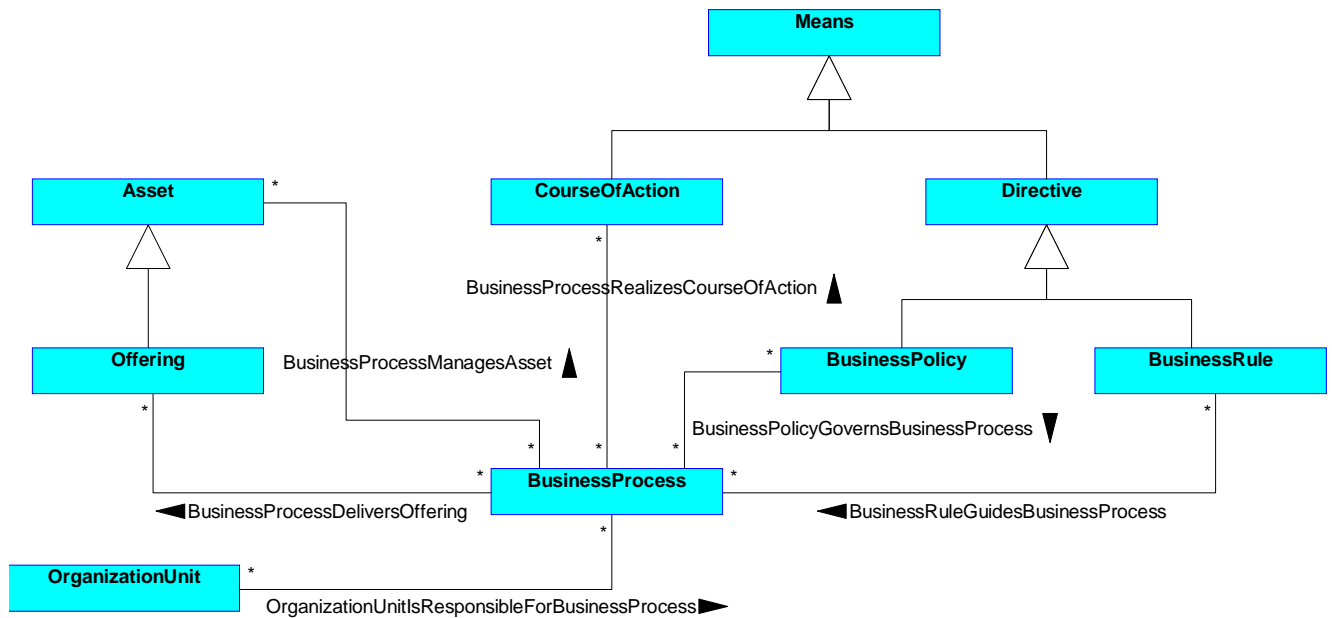 Means
*
Asset
CourseOfAction
Directive
*
BusinessProcessRealizesCourseOfAction
Offering
BusinessProcessManagesAsset
*
BusinessPolicy
BusinessRule
*
*
BusinessPolicyGovernsBusinessProcess
*
*
*
*
*
*
BusinessProcess
BusinessProcessDeliversOffering
BusinessRuleGuidesBusinessProcess
*
*
OrganizationUnit
OrganizationUnitIsResponsibleForBusinessProcess